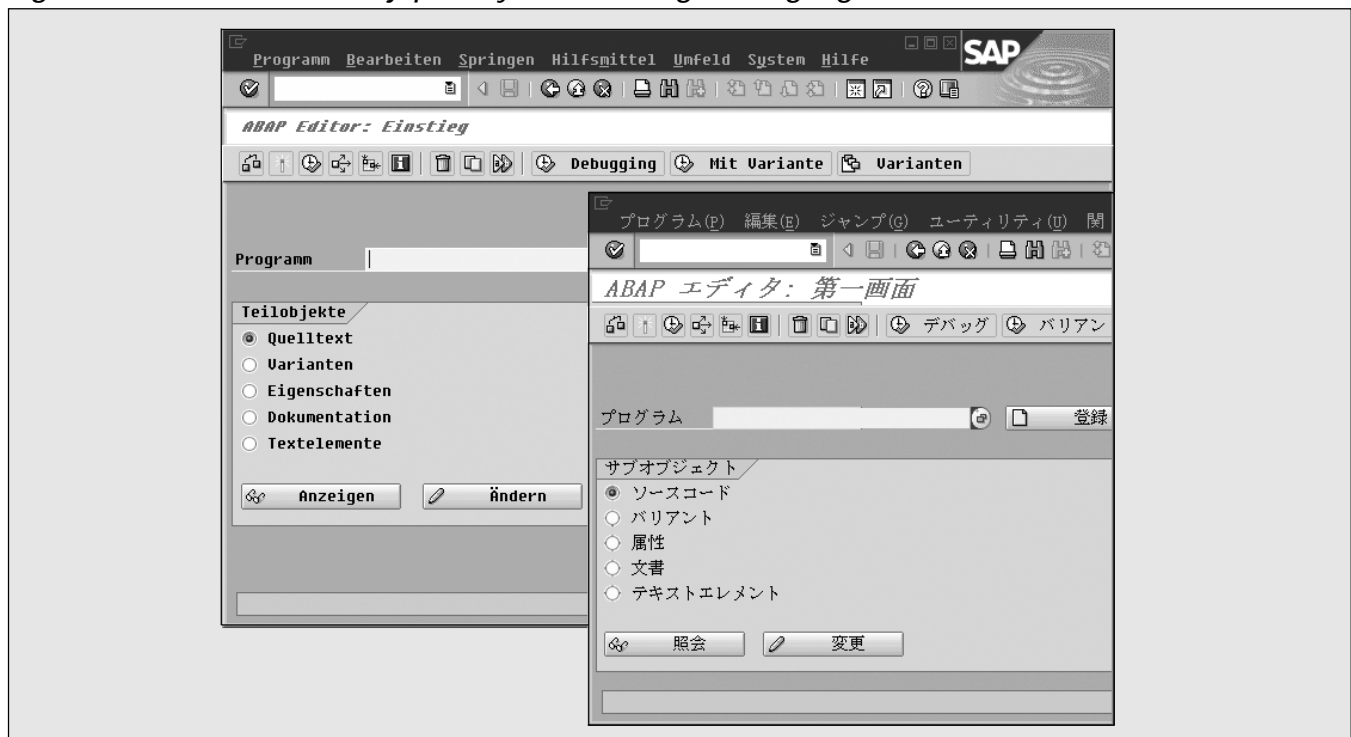 Programm Bearbeiten Springen Hilfsmittel Umfeld System Hilfe
SAP
ABAP Editor: Einstieg
Debugging Mit Variante Varianten
Programm
Teilobjekte
Quelltext
Varianten
Eigenschaften
Dokumentation
Textelemente
Anzeigen Ändern
プログラム(P) 編集(E) ジャンプ(G) ユーティリティ(U) 関
ABAP エディタ: 第一画面
デバッグ バリアン
プログラム 登録
サブオブジェクト
ソースコード
バリアント
属性
文書
テキストエレメント
照会 変更